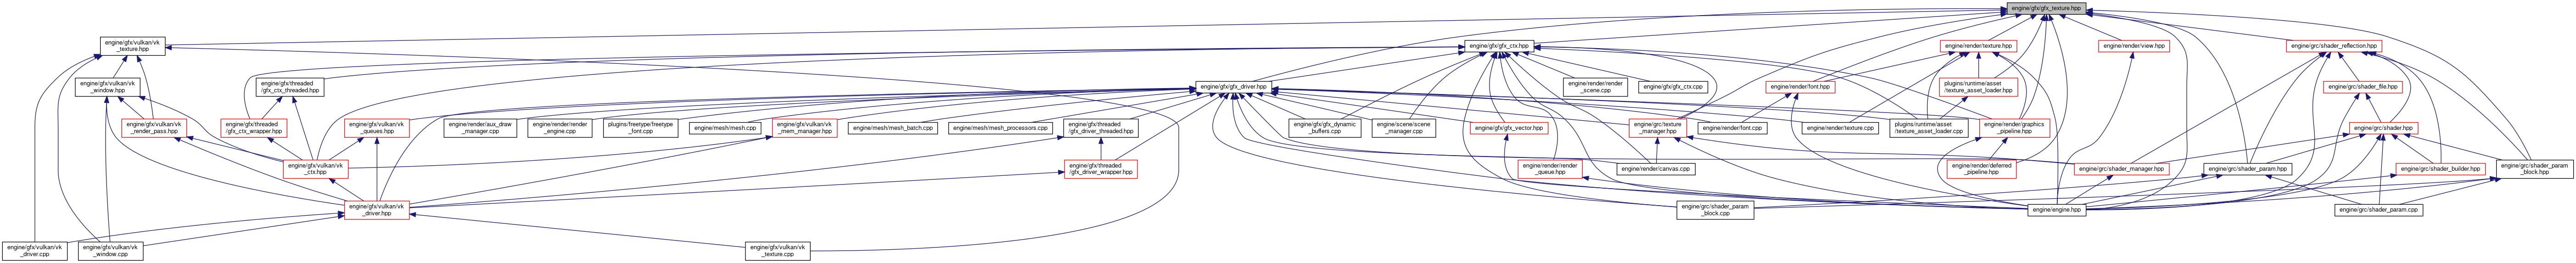 engine/gfx/gfx_texture.hpp
engine/gfx/vulkan/vk
_texture.hpp
engine/gfx/gfx_ctx.hpp
engine/render/texture.hpp
engine/render/view.hpp
engine/grc/shader_reflection.hpp
engine/gfx/vulkan/vk
_window.hpp
engine/gfx/threaded
/gfx_ctx_threaded.hpp
engine/gfx/gfx_driver.hpp
engine/render/render
_scene.cpp
engine/gfx/gfx_ctx.cpp
engine/render/font.hpp
plugins/runtime/asset
/texture_asset_loader.hpp
engine/grc/shader_file.hpp
engine/gfx/vulkan/vk
_render_pass.hpp
engine/gfx/threaded
/gfx_ctx_wrapper.hpp
engine/gfx/vulkan/vk
_queues.hpp
engine/render/aux_draw
_manager.cpp
engine/render/render
_engine.cpp
plugins/freetype/freetype
_font.cpp
engine/mesh/mesh.cpp
engine/gfx/vulkan/vk
_mem_manager.hpp
engine/mesh/mesh_batch.cpp
engine/mesh/mesh_processors.cpp
engine/gfx/threaded
/gfx_driver_threaded.hpp
engine/gfx/gfx_dynamic
_buffers.cpp
engine/scene/scene
_manager.cpp
engine/gfx/gfx_vector.hpp
engine/grc/texture
_manager.hpp
engine/render/font.cpp
engine/render/texture.cpp
plugins/runtime/asset
/texture_asset_loader.cpp
engine/render/graphics
_pipeline.hpp
engine/grc/shader.hpp
engine/gfx/vulkan/vk
_ctx.hpp
engine/gfx/threaded
/gfx_driver_wrapper.hpp
engine/render/render
_queue.hpp
engine/render/canvas.cpp
engine/render/deferred
_pipeline.hpp
engine/grc/shader_manager.hpp
engine/grc/shader_param.hpp
engine/grc/shader_builder.hpp
engine/grc/shader_param
_block.hpp
engine/gfx/vulkan/vk
_driver.hpp
engine/grc/shader_param
_block.cpp
engine/engine.hpp
engine/grc/shader_param.cpp
engine/gfx/vulkan/vk
_driver.cpp
engine/gfx/vulkan/vk
_window.cpp
engine/gfx/vulkan/vk
_texture.cpp